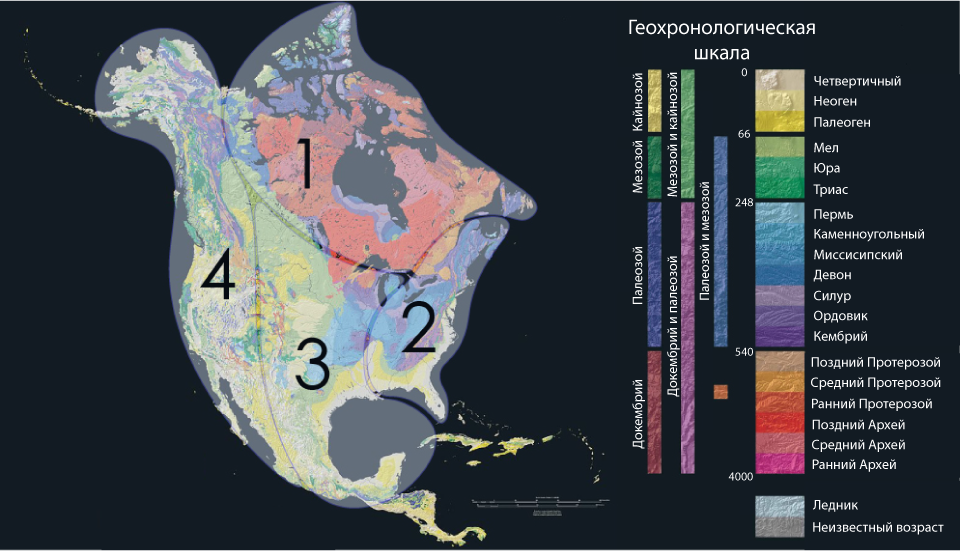 Геохронологическая
шкала
0
Четвертичный
Неоген
Палеоген
66
Мел
Юра
Триас
248
Пермь
Каменноугольный
Миссисипский
Девон
Силур
Ордовик
Кембрий
540
Поздний Протерозой
Средний Протерозой
Ранний Протерозой
Поздний Архей
Средний Архей
Ранний Архей
4000
Ледник
Неизвестный возраст
Кайнозой
Мезозой
Палеозой
Докембрий
Мезозой и кайнозой
Докембрий и палеозой
Палеозой и мезозой
1
2
3
4